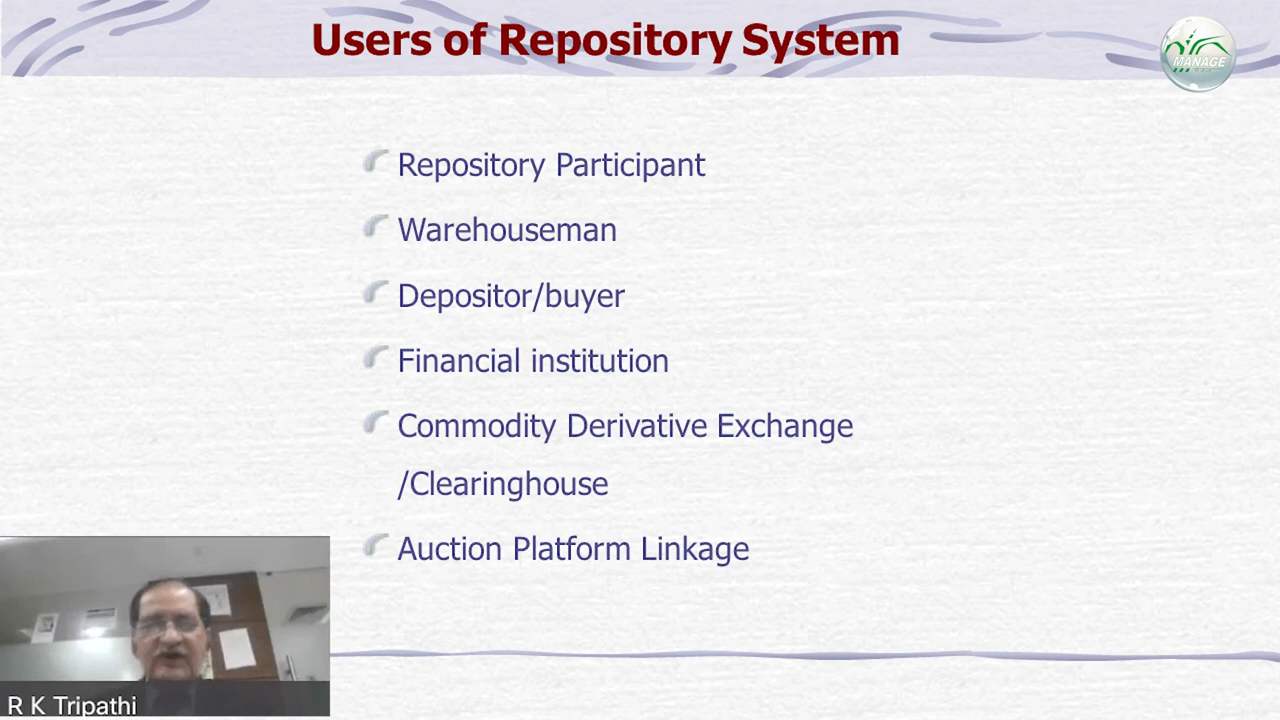 Users of Repository System
MANAGE
Repository Participant
Warehouseman
Depositor/buyer
Financial institution
Commodity Derivative Exchange
/Clearinghouse
Auction Platform Linkage
R K Tripathi